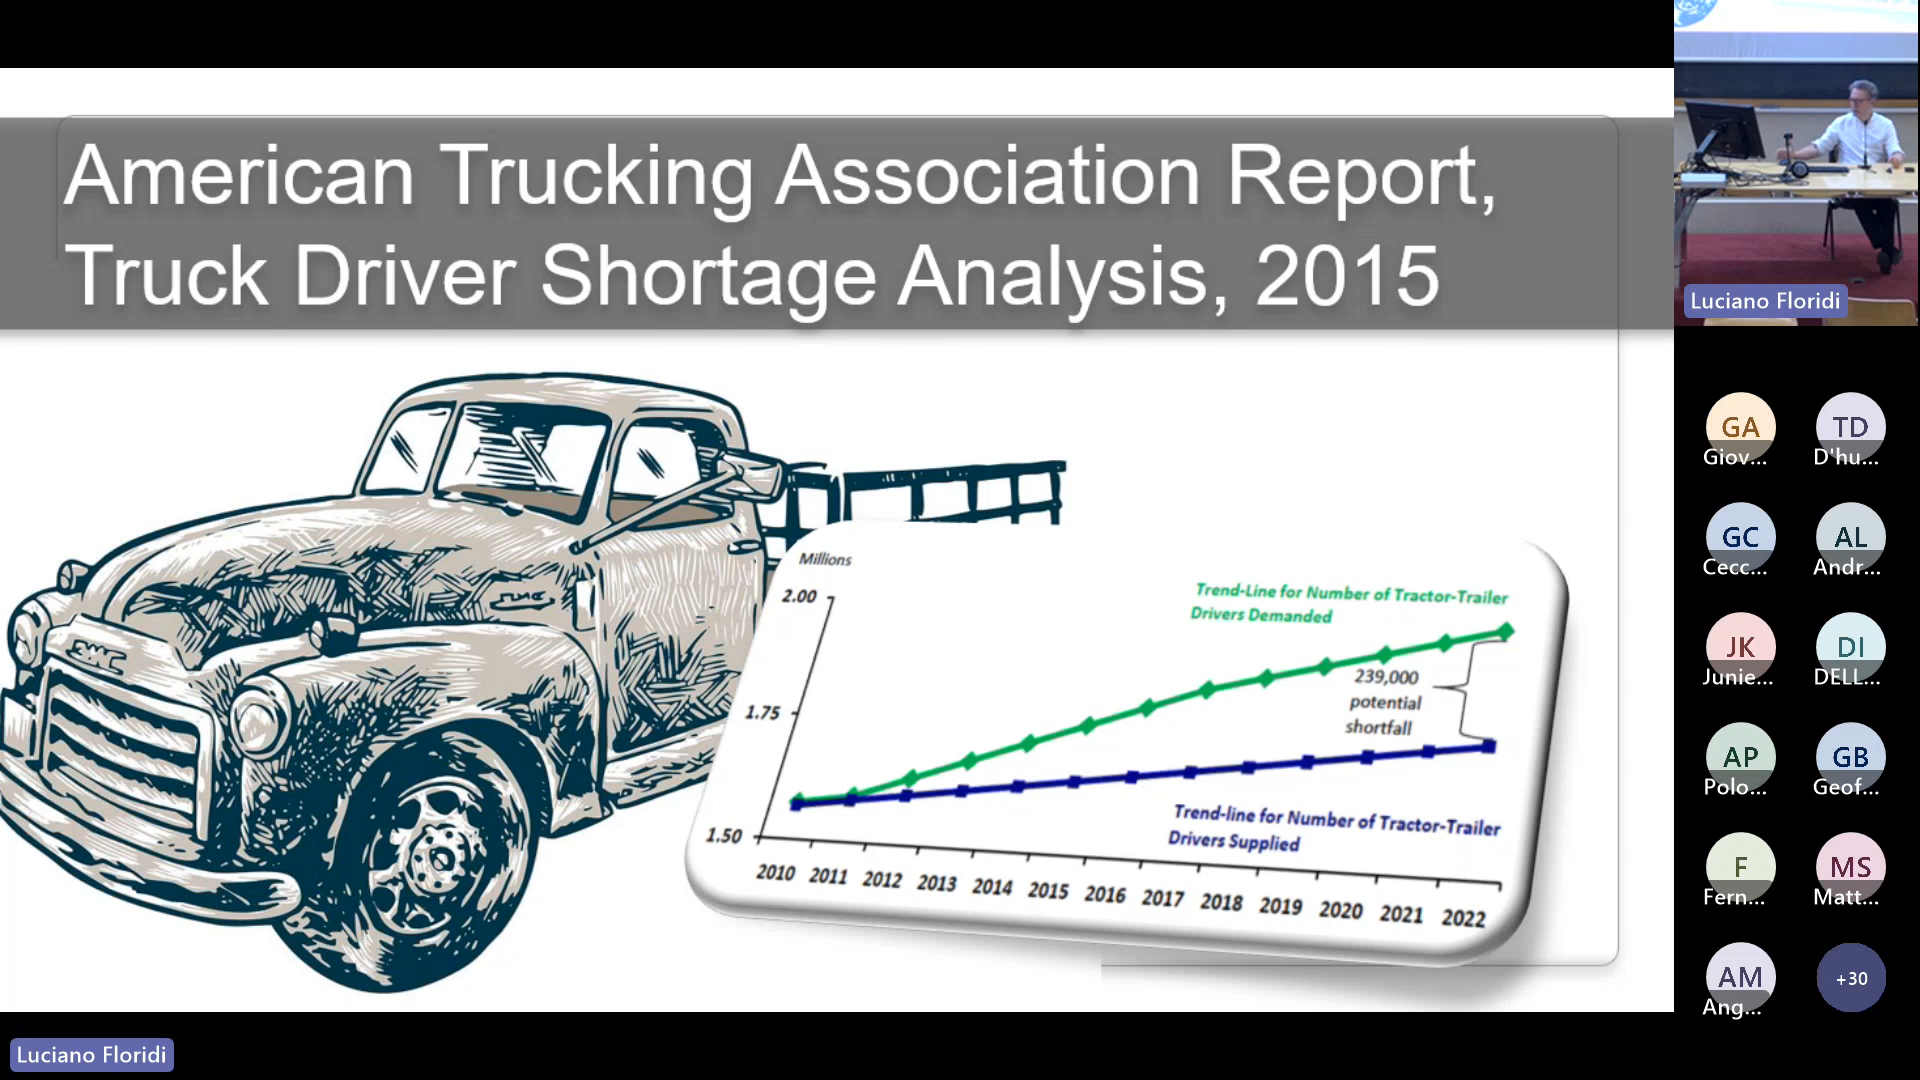 American Trucking Association Report,
Truck Driver Shortage Analysis, 2015
GMC
Millions
2.00
1.75
1.50
Trend-Line for Number of Tractor-Trailer
Drivers Demanded
239,000
potential
shortfall
Trend-line for Number of Tractor-Trailer
Drivers Supplied
2010 2011 2012 2013 2014 2015 2016 2017 2018 2019 2020 2021 2022
Luciano Floridi
Luciano Floridi
GA
Giov...
TD
D'hu...
GC
Cecc...
AL
Andr...
JK
Junie...
DI
DELL...
AP
Polo...
GB
Geof...
F
Fern...
MS
Matt...
AM
Ang...
+30